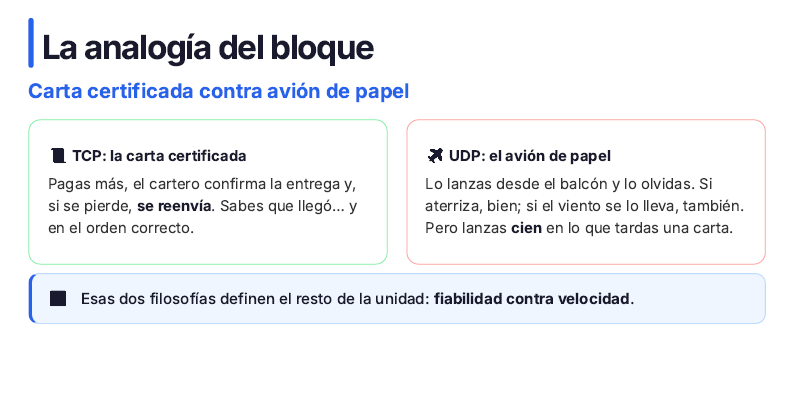 La analogía del bloque
Carta certificada contra avión de papel
TCP: la carta certificada
Pagas más, el cartero confirma la entrega y,
si se pierde, se reenvía. Sabes que llegó... y
en el orden correcto.
UDP: el avión de papel
Lo lanzas desde el balcón y lo olvidas. Si
aterriza, bien; si el viento se lo lleva, también.
Pero lanzas cien en lo que tardas una carta.
Esas dos filosofías definen el resto de la unidad: fiabilidad contra velocidad.